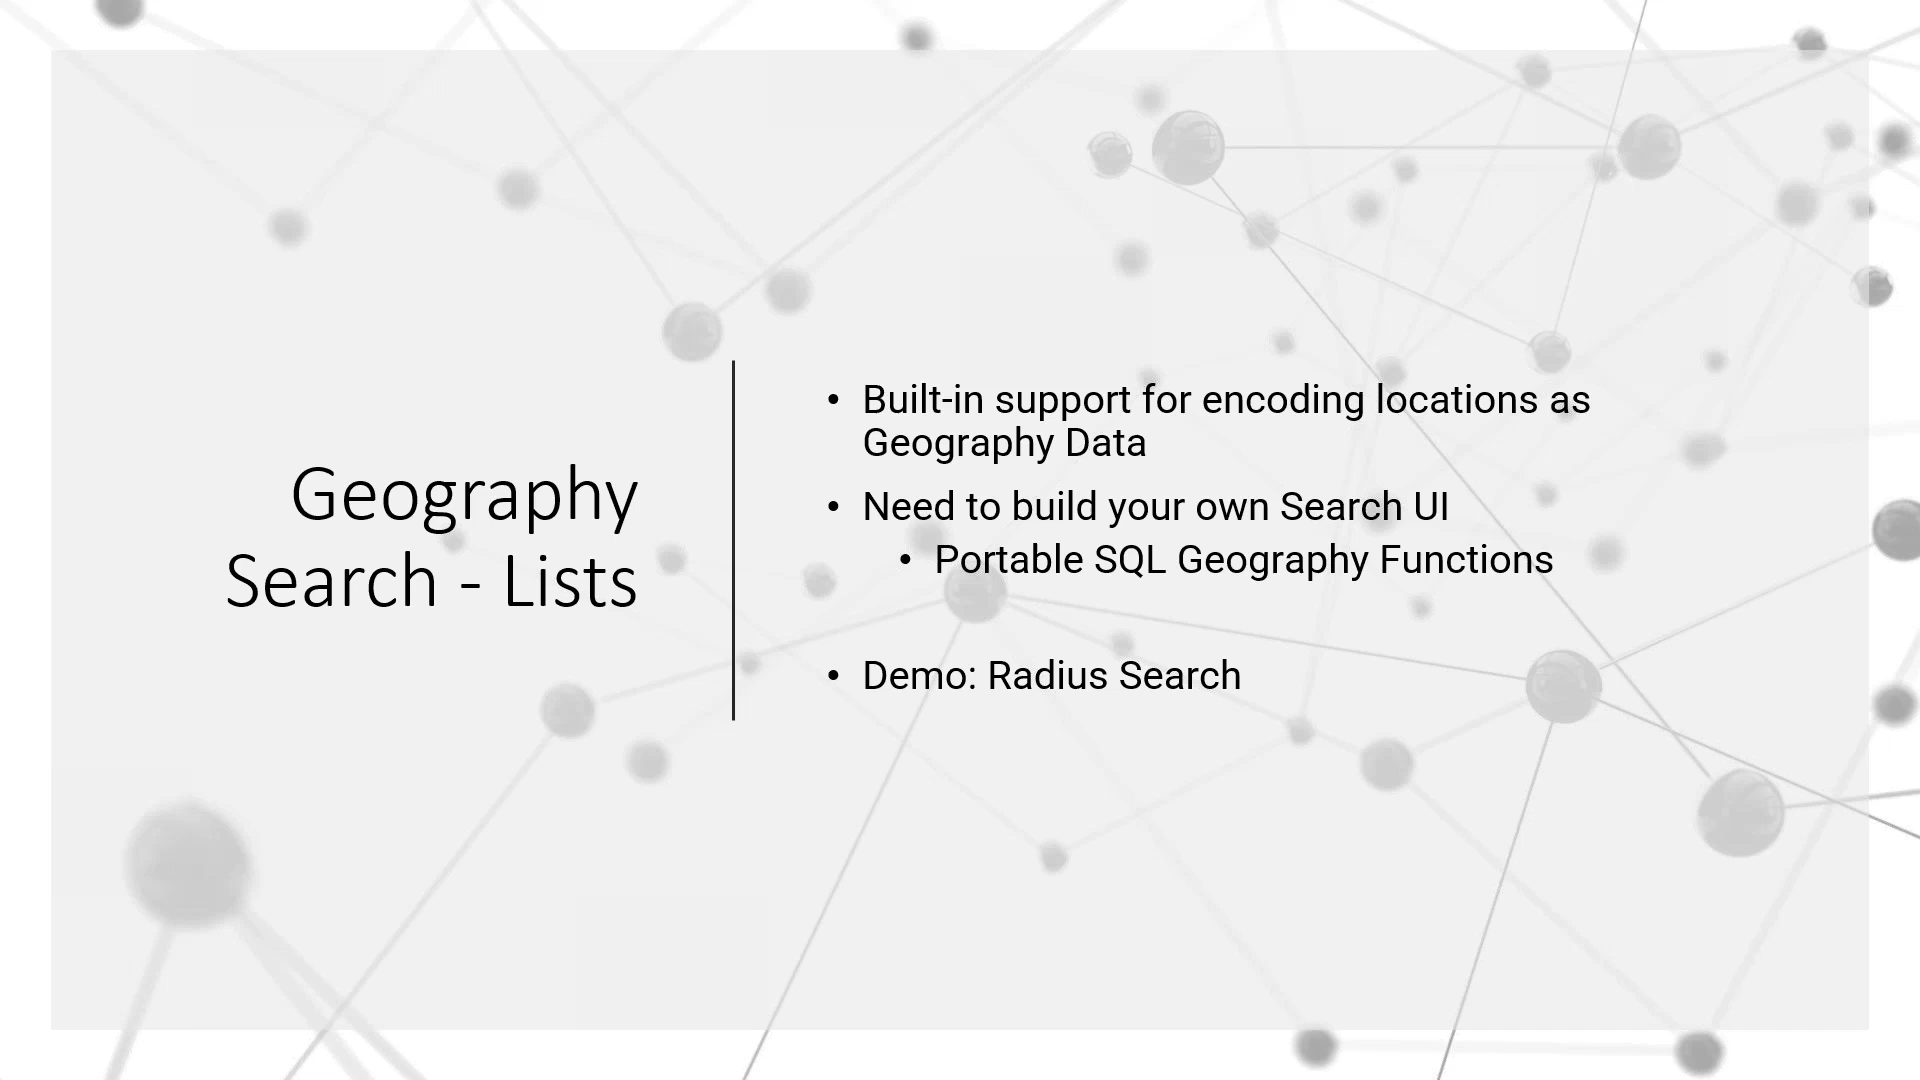 Geography
Search - Lists
• Built-in support for encoding locations as
Geography Data
• Need to build your own Search UI
• Portable SQL Geography Functions
• Demo: Radius Search